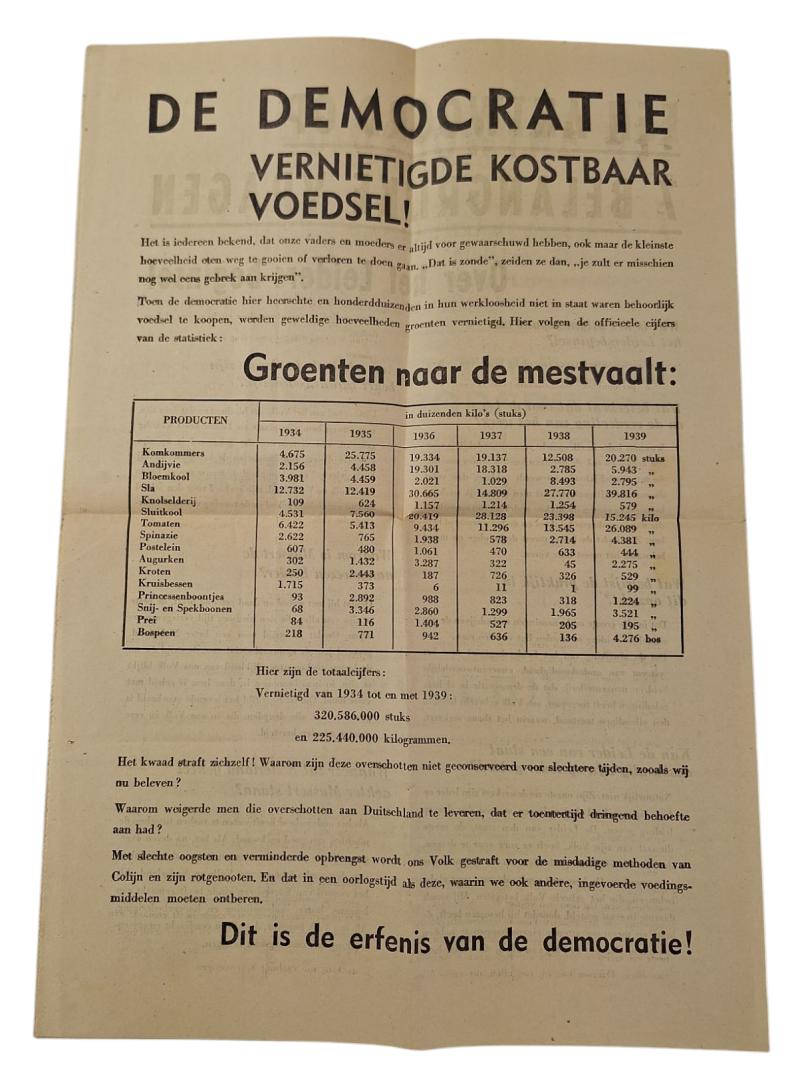 DE DEMOCRATIE
VERNIETIGDE KOSTBAAR
VOEDSEL!
Het is iedereen bekend, dat onze vaders en moeders er altijd voor gewaarschuwd hebben, ook maar de kleinste
hoeveelheid eten weg te gooien of verloren te doen gaan. „Dat is zonde”, zeiden ze dan, „je zult er misschien
nog wel eens gebrek aan krijgen”.
Toen de democratie hier heerschte en honderdduizenden in hun werkloosheid niet in staat waren behoorlijk
voedsel te koopen, werden geweldige hoeveelheden groenten vernietigd. Hier volgen de officieele cijfers
van de statistiek:
Groenten naar de mestvaalt:
PRODUCTEN in duizenden kilo's (stuks)
1934 1935 1936 1937 1938 1939
Komkommers 4.675 25.775 19.334 19.137 12.508 20.270 stuks
Andijvie 2.156 4.458 19.301 18.318 2.785 5.943 „
Bloemkool 3.981 4.459 2.021 1.029 8.493 2.795 „
Sla 12.732 12.419 30.665 14.809 27.770 39.816 „
Knolselderij 109 624 1.157 1.214 1.254 579 „
Sluitkool 4.531 7.560 20.419 28.128 23.398 15.245 kilo
Tomaten 6.422 5.413 9.434 11.296 13.545 26.089 „
Spinazie 2.622 765 1.938 578 2.714 4.381 „
Postelein 607 480 1.061 470 633 444 „
Augurken 302 1.432 3.287 322 45 2.275 „
Kroten 250 2.443 187 726 326 529 „
Kruisbessen 1.715 373 6 11 1 99 „
Princessenboontjes 93 2.892 988 823 318 1.224 „
Snij- en Spekboonen 68 3.346 2.860 1.299 1.965 3.521 „
Prei 84 116 1.404 527 205 195 „
Bospeen 218 771 942 636 136 4.276 bos
Hier zijn de totaalcijfers:
Vernietigd van 1934 tot en met 1939:
320.586.000 stuks
en 225.440.000 kilogrammen.
Het kwaad straft zichzelf! Waarom zijn deze overschotten niet geconserveerd voor slechtere tijden, zooals wij
nu beleven?
Waarom weigerde men die overschotten aan Duitschland te leveren, dat er toentertijd dringend behoefte
aan had?
Met slechte oogsten en verminderde opbrengst wordt ons Volk gestraft voor de misdadige methoden van
Colijn en zijn rotgenooten. En dat in een oorlogstijd als deze, waarin we ook andere, ingevoerde voedings-
middelen moeten ontberen.
Dit is de erfenis van de democratie!